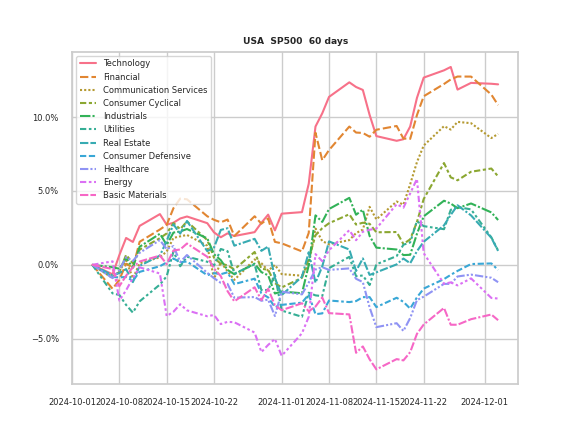 USA SP500 60 days
Technology
Financial
Communication Services
Consumer Cyclical
Industrials
Utilities
Real Estate
Consumer Defensive
Healthcare
Energy
Basic Materials
10.0%
5.0%
0.0%
−5.0%
2024-10-01 2024-10-08 2024-10-15 2024-10-22 2024-11-01 2024-11-08 2024-11-15 2024-11-22 2024-12-01